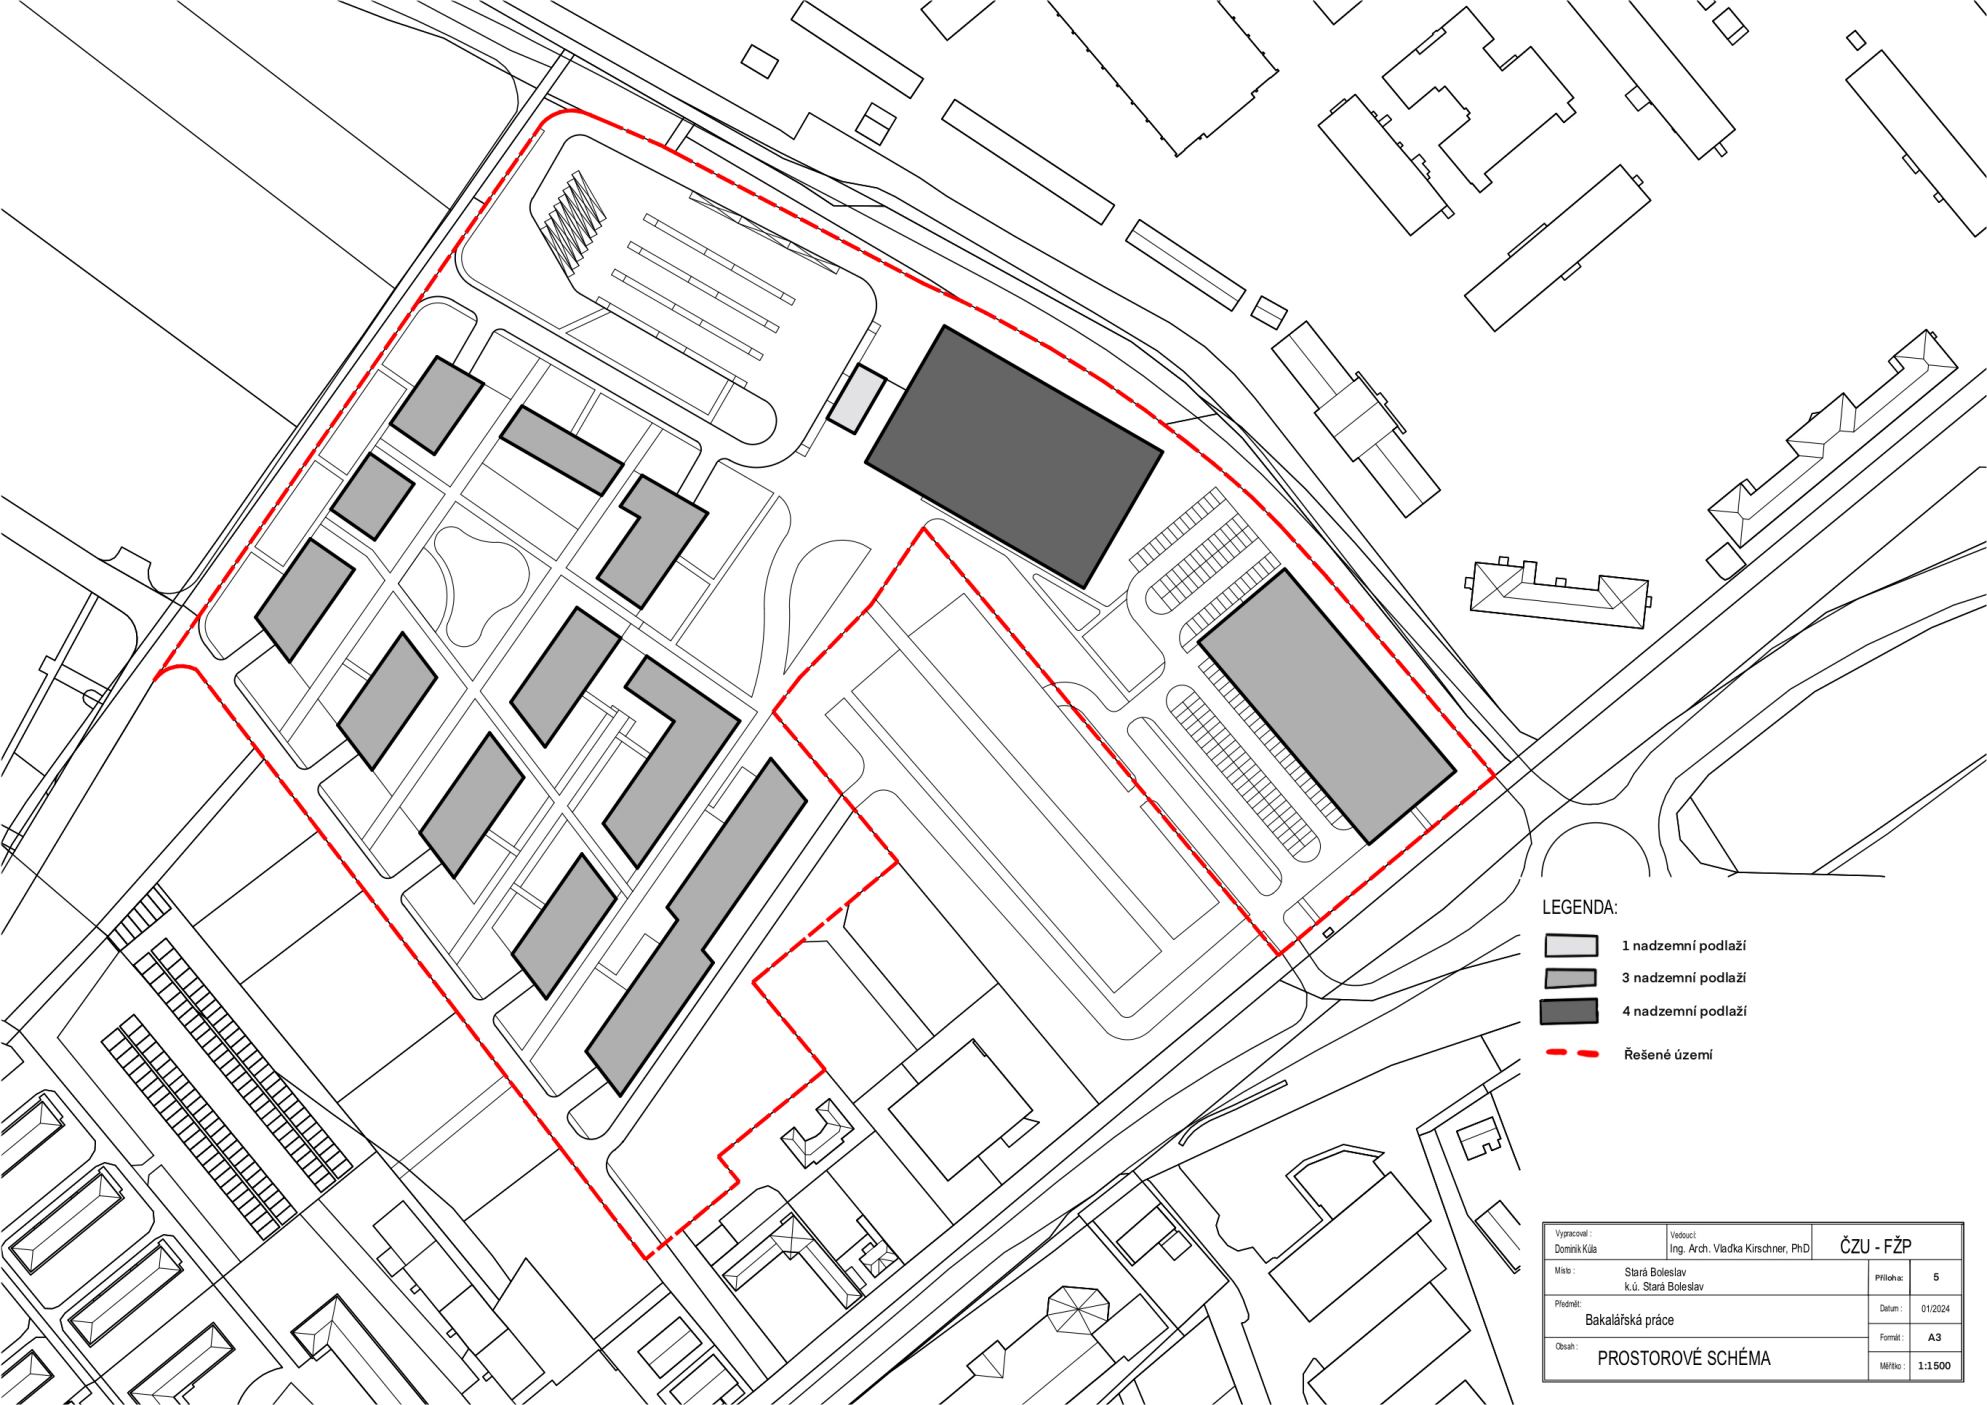 LEGENDA:
1 nadzemní podlaží
3 nadzemní podlaží
4 nadzemní podlaží
Řešené území
Vypracoval :
Dominik Kůla
Vedoucí:
Ing. Arch. Vlaďka Kirschner, PhD
ČZU - FŽP
Místo :
Stará Boleslav
k.ú. Stará Boleslav
Příloha:
5
Předmět:
Bakalářská práce
Datum :
01/2024
Formát :
A3
Obsah :
PROSTOROVÉ SCHÉMA
Měřítko :
1:1500